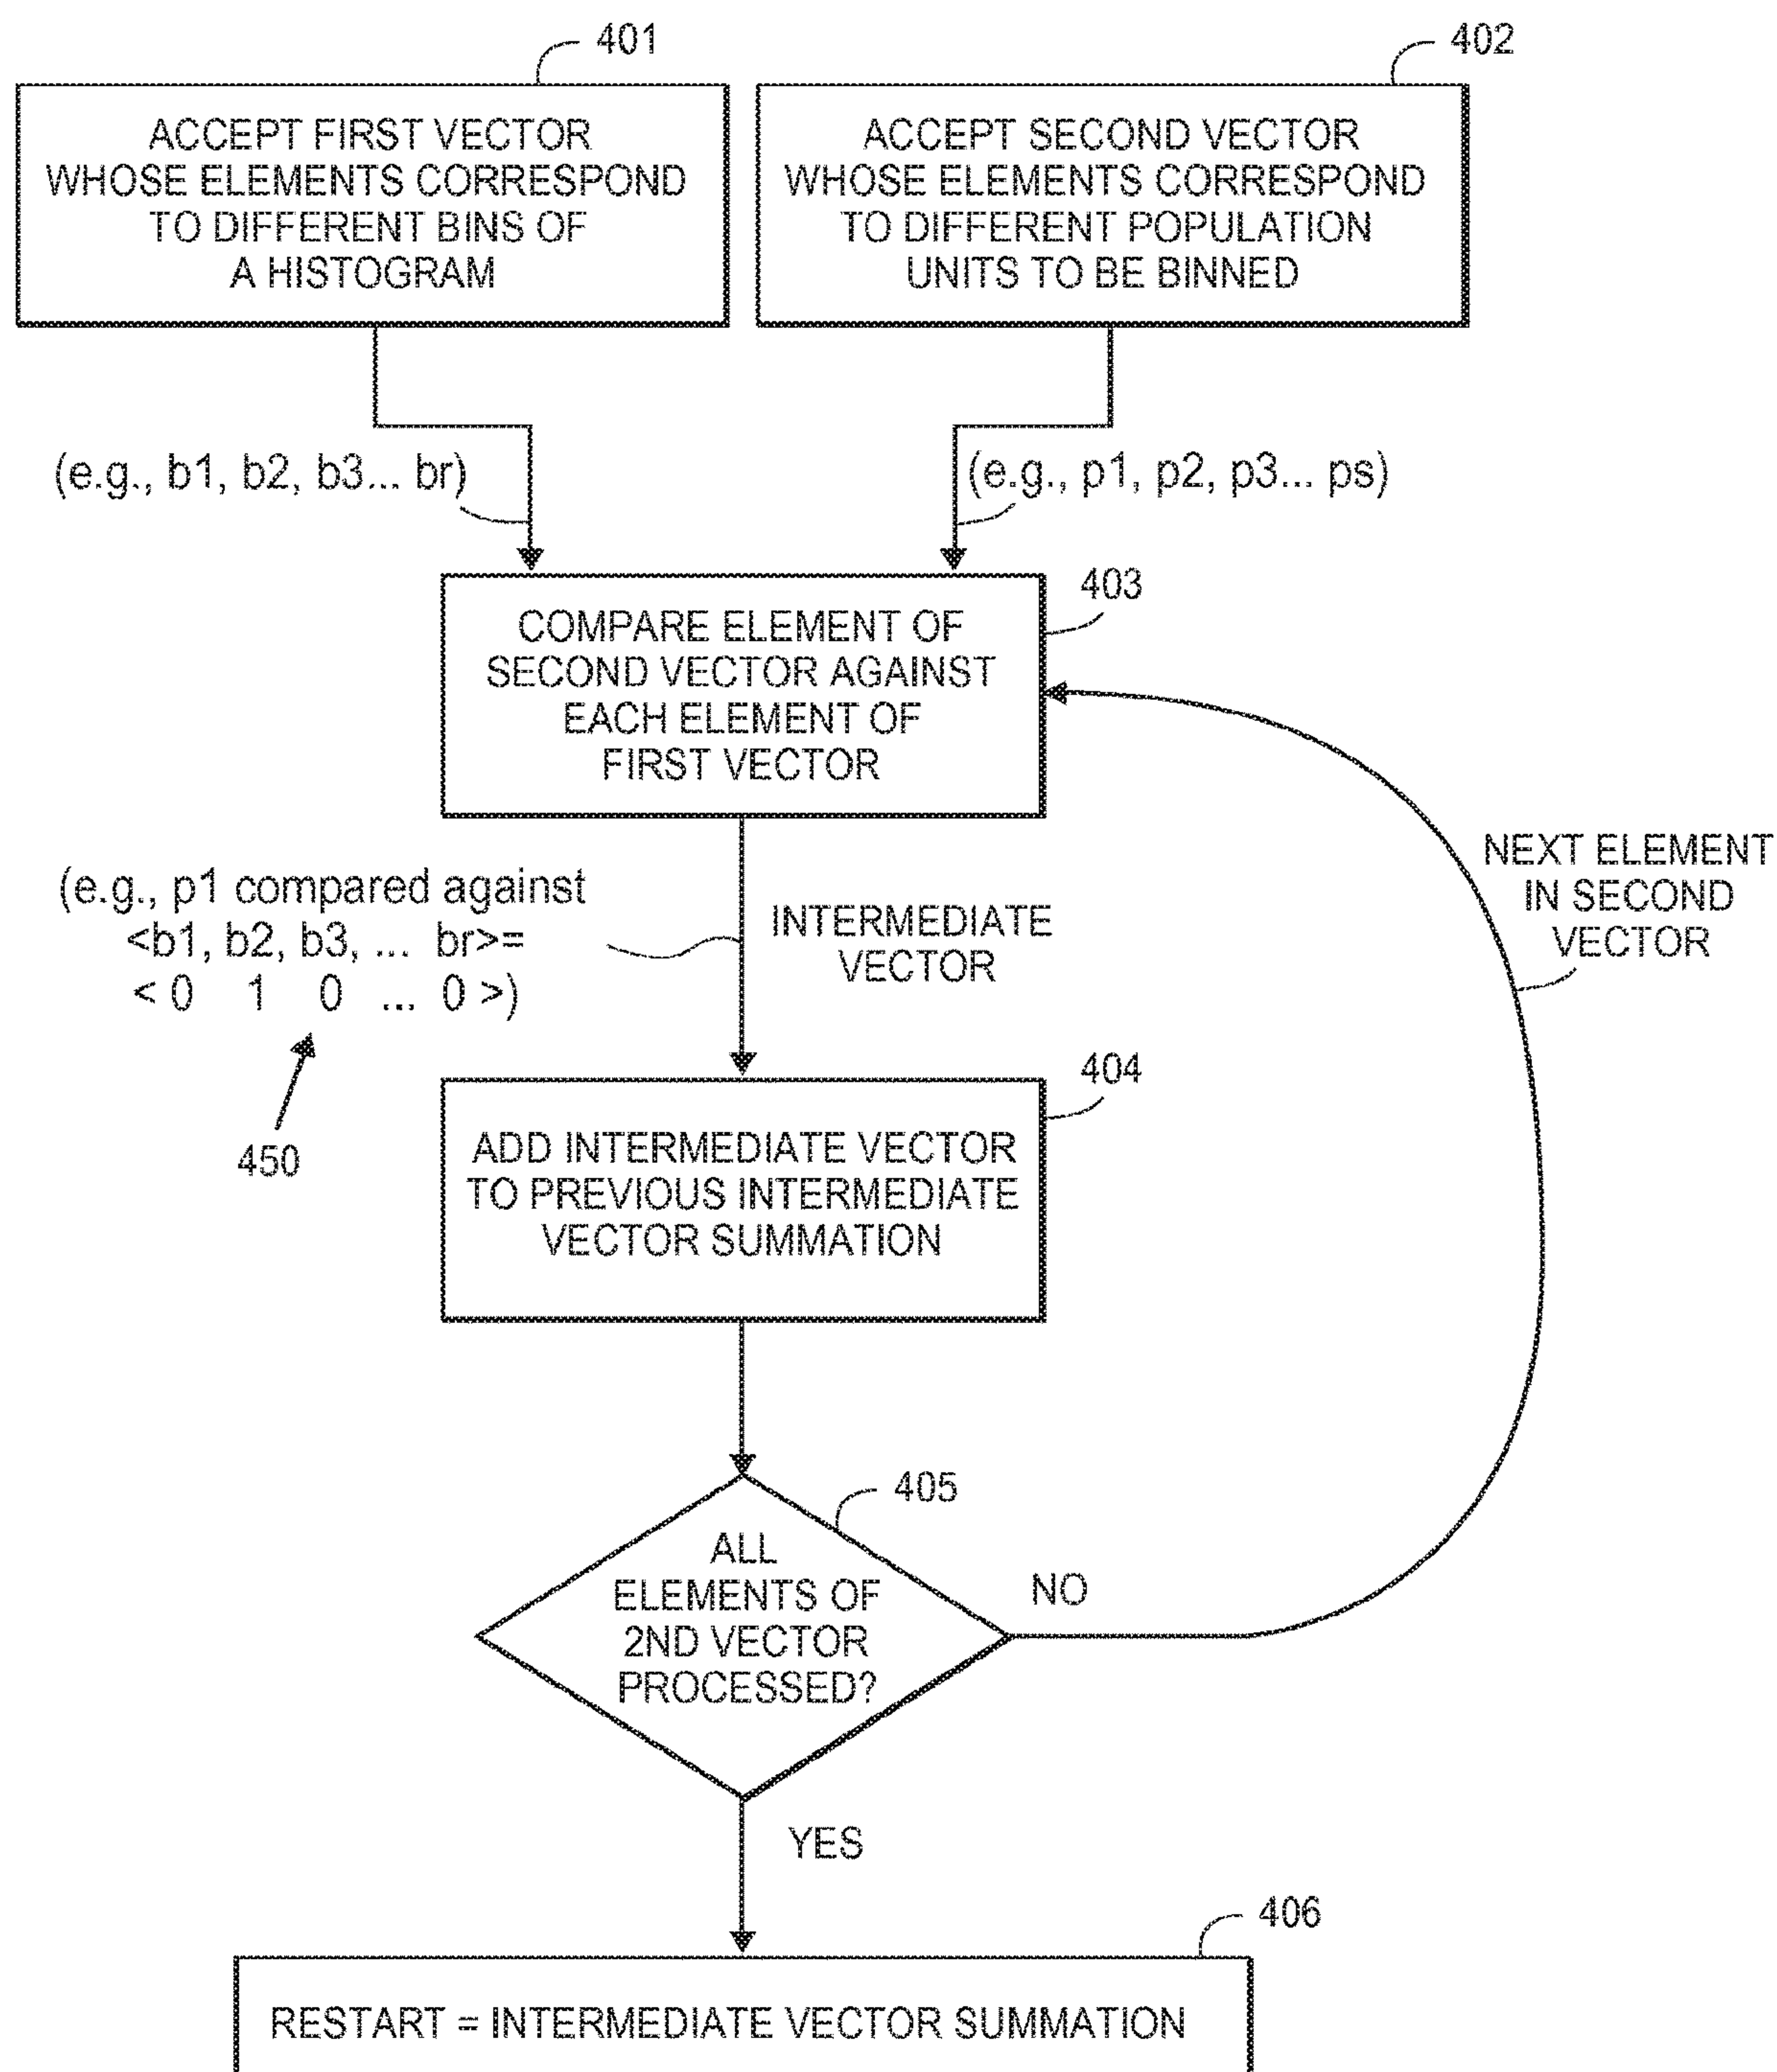 401
ACCEPT FIRST VECTOR
WHOSE ELEMENTS CORRESPOND
TO DIFFERENT BINS OF
A HISTOGRAM
402
ACCEPT SECOND VECTOR
WHOSE ELEMENTS CORRESPOND
TO DIFFERENT POPULATION
UNITS TO BE BINNED
(e.g., b1, b2, b3... br)
(e.g., p1, p2, p3... ps)
403
COMPARE ELEMENT OF
SECOND VECTOR AGAINST
EACH ELEMENT OF
FIRST VECTOR
(e.g., p1 compared against
<b1, b2, b3, ... br>=
< 0 1 0 ... 0 >)
450
INTERMEDIATE
VECTOR
NEXT ELEMENT
IN SECOND
VECTOR
404
ADD INTERMEDIATE VECTOR
TO PREVIOUS INTERMEDIATE
VECTOR SUMMATION
405
ALL
ELEMENTS OF
2ND VECTOR
PROCESSED?
NO
YES
406
RESTART = INTERMEDIATE VECTOR SUMMATION